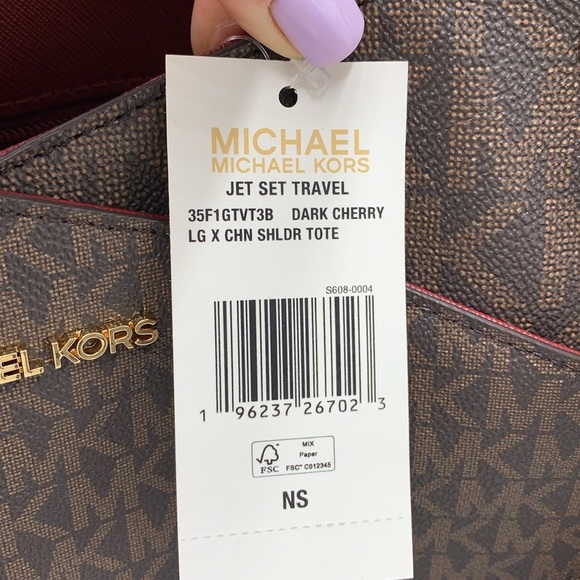 MICHAEL
MICHAEL KORS
JET SET TRAVEL
35F1GTVT3B DARK CHERRY
LG X CHN SHLDR TOTE
S608-0004
1 96237 26702 3
FSC
MIX
Paper
FSC® C012345
NS
EL KORS